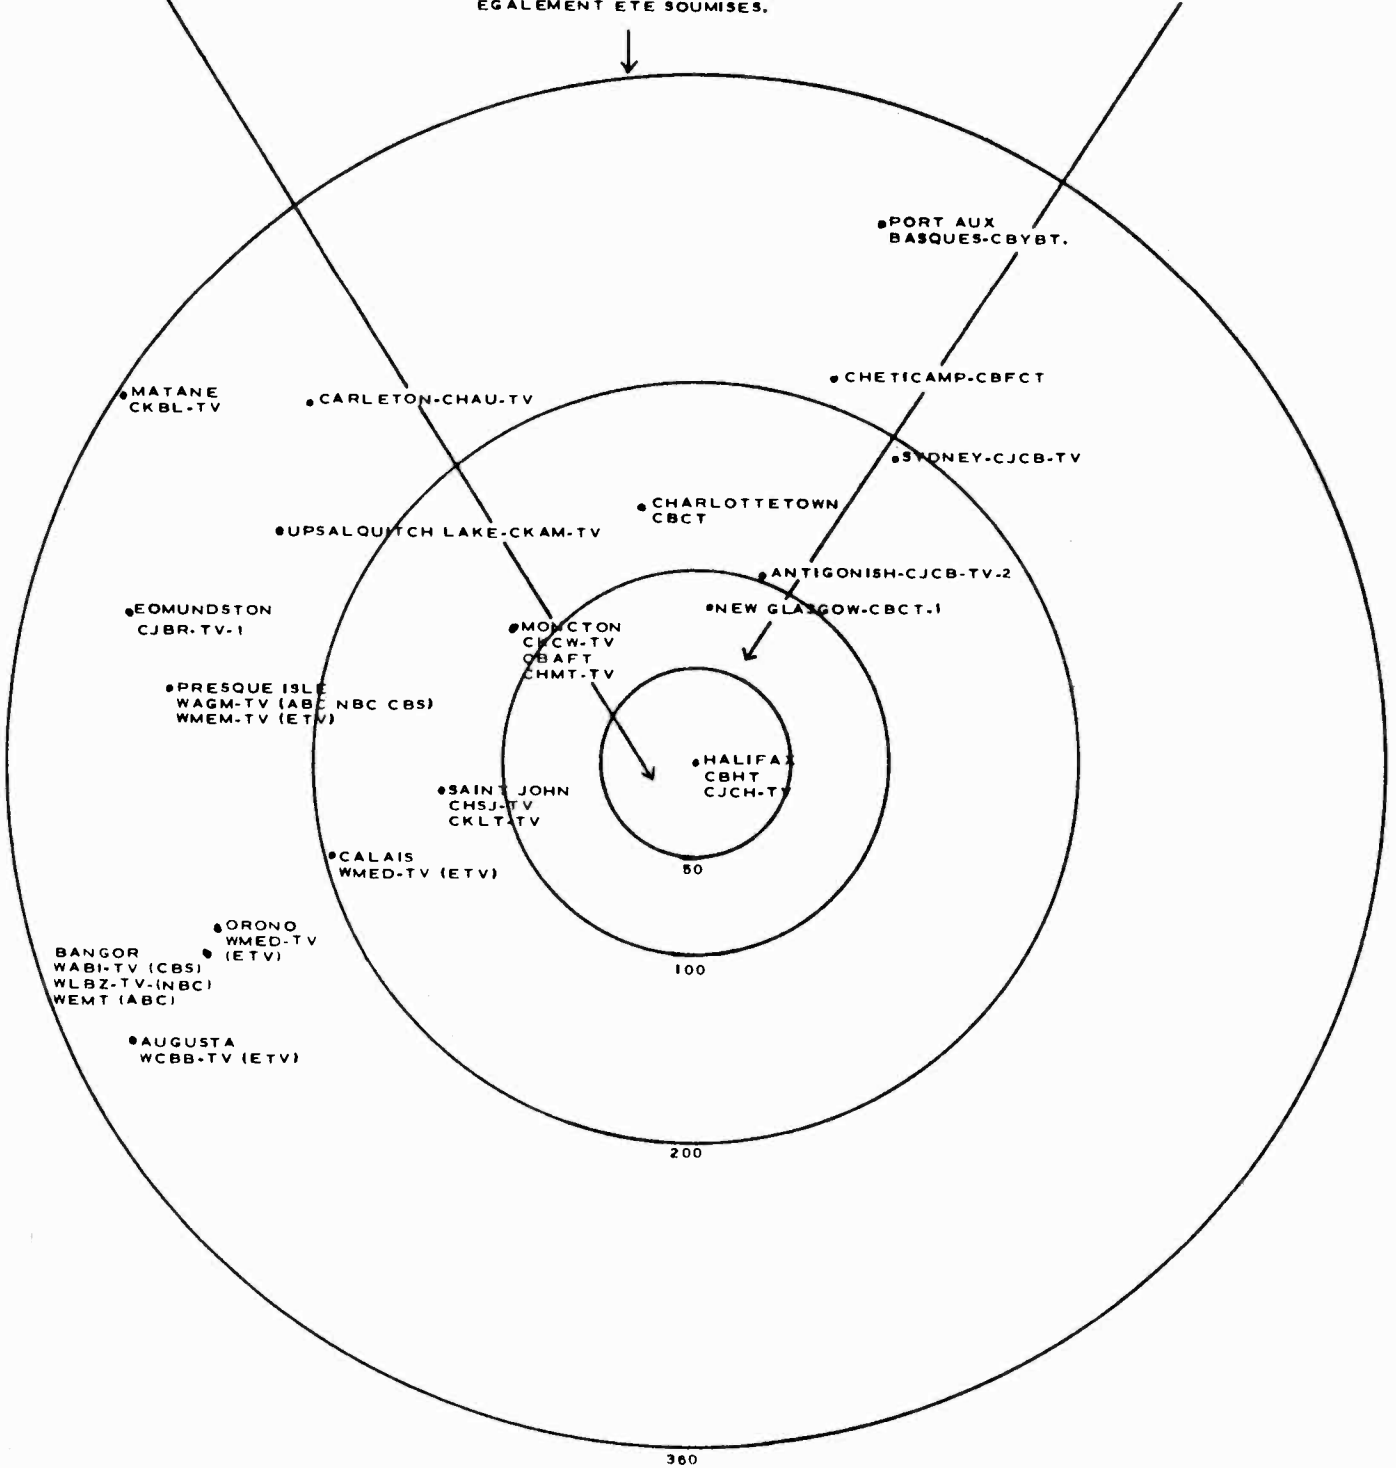 EGALEMENT ETE SOUMISES.
PORT AUX
BASQUES-CBYBT.
CHETICAMP-CBFCT
MATANE
CKBL-TV
CARLETON-CHAU-TV
SYDNEY-CJCB-TV
CHARLOTTETOWN
CBCT
UPSALQUITCH LAKE-CKAM-TV
ANTIGONISH-CJCB-TV-2
NEW GLASGOW-CBCT-1
EOMUNDSTON
CJBR-TV-1
MONCTON
CKCW-TV
CBAFT
CHMT-TV
PRESQUE ISLE
WAGM-TV (ABC NBC CBS)
WMEM-TV (ETV)
HALIFAX
CBHT
CJCH-TV
SAINT JOHN
CHSJ-TV
CKLT-TV
CALAIS
WMED-TV (ETV)
50
ORONO
WMED-TV
(ETV)
BANGOR
WABI-TV (CBS)
WLBZ-TV-(NBC)
WEMT (ABC)
100
AUGUSTA
WCBB-TV (ETV)
200
360